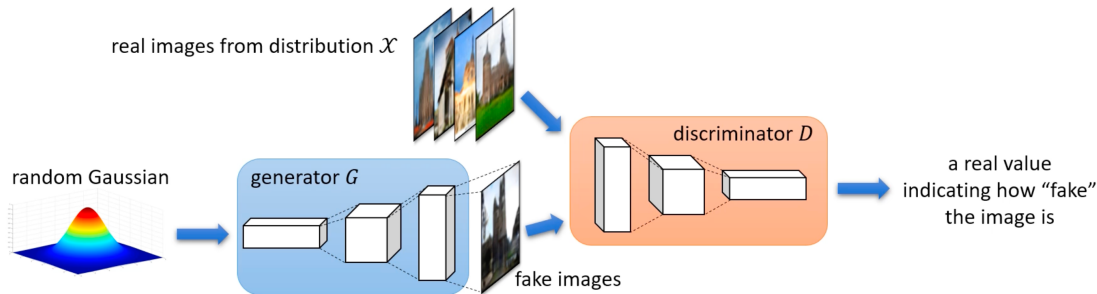 real images from distribution 𝒳
random Gaussian
generator G
fake images
discriminator D
a real value
indicating how “fake”
the image is